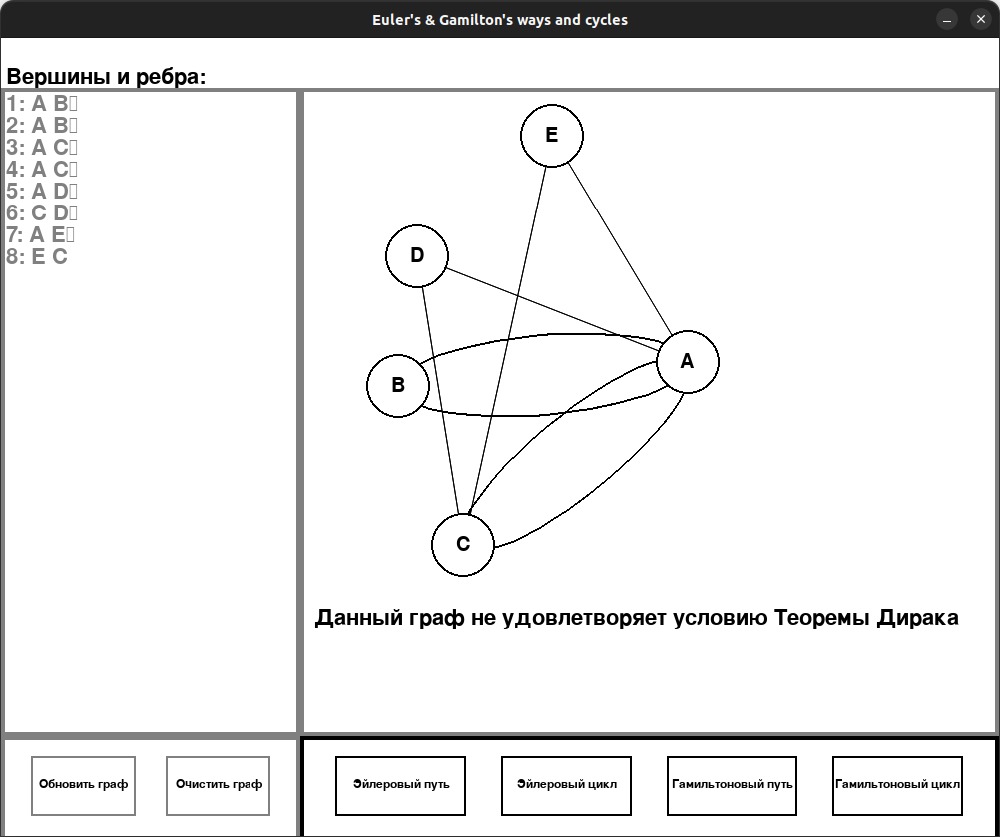 Euler's & Gamilton's ways and cycles
Вершины и ребра:
1: A B▯
2: A B▯
3: A C▯
4: A C▯
5: A D▯
6: C D▯
7: A E▯
8: E C
E
D
A
B
C
Данный граф не удовлетворяет условию Теоремы Дирака
Обновить граф
Очистить граф
Эйлеровый путь
Эйлеровый цикл
Гамильтоновый путь
Гамильтоновый цикл